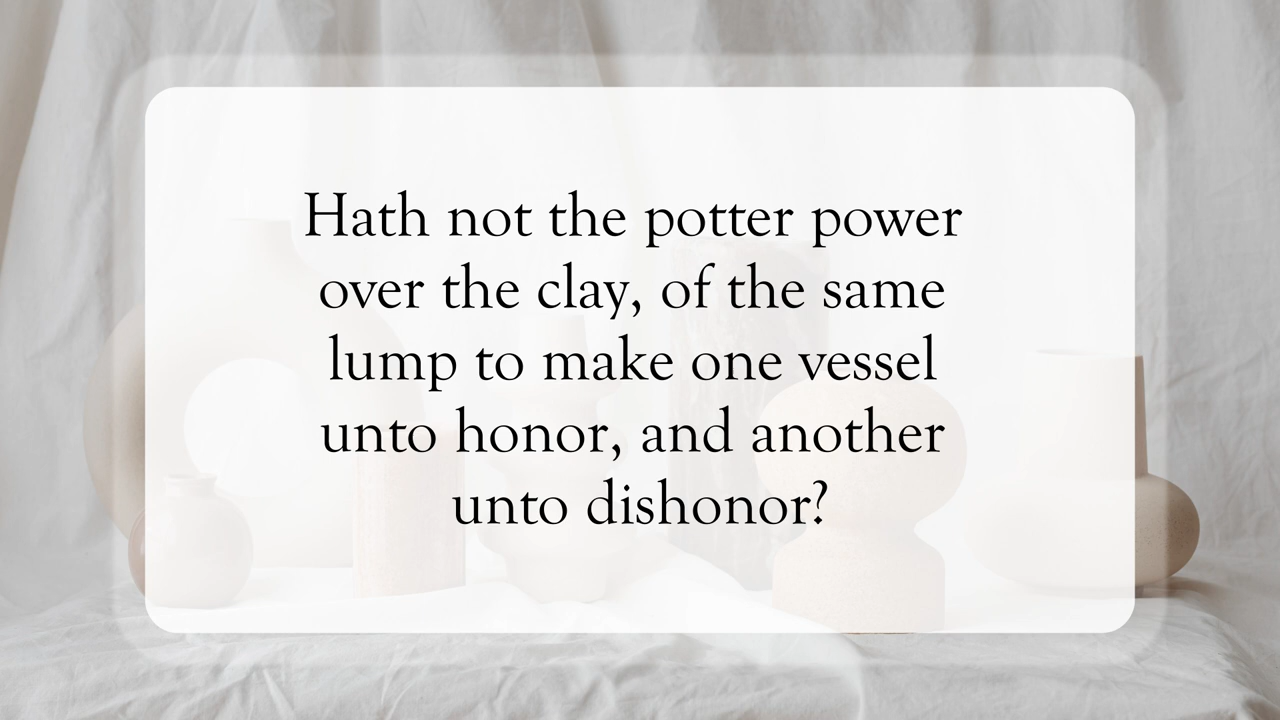 Hath not the potter power
over the clay, of the same
lump to make one vessel
unto honor, and another
unto dishonor?